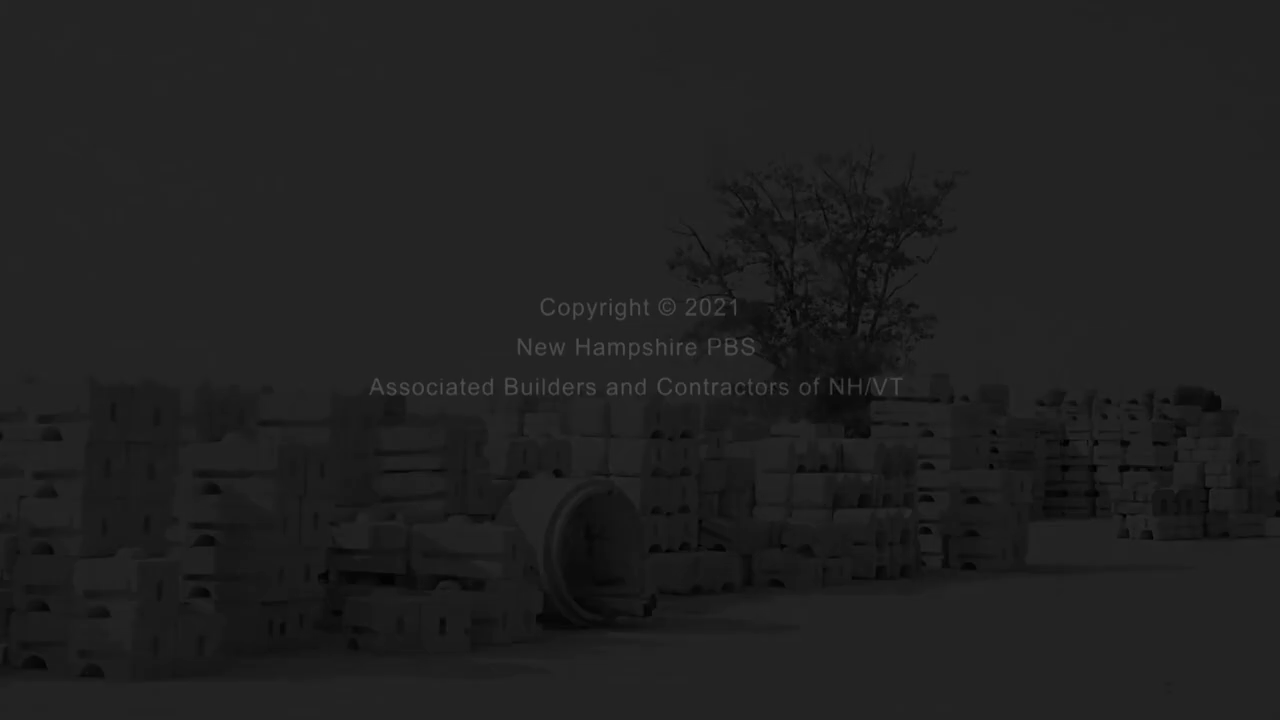 Copyright © 2021
New Hampshire PBS
Associated Builders and Contractors of NH/VT